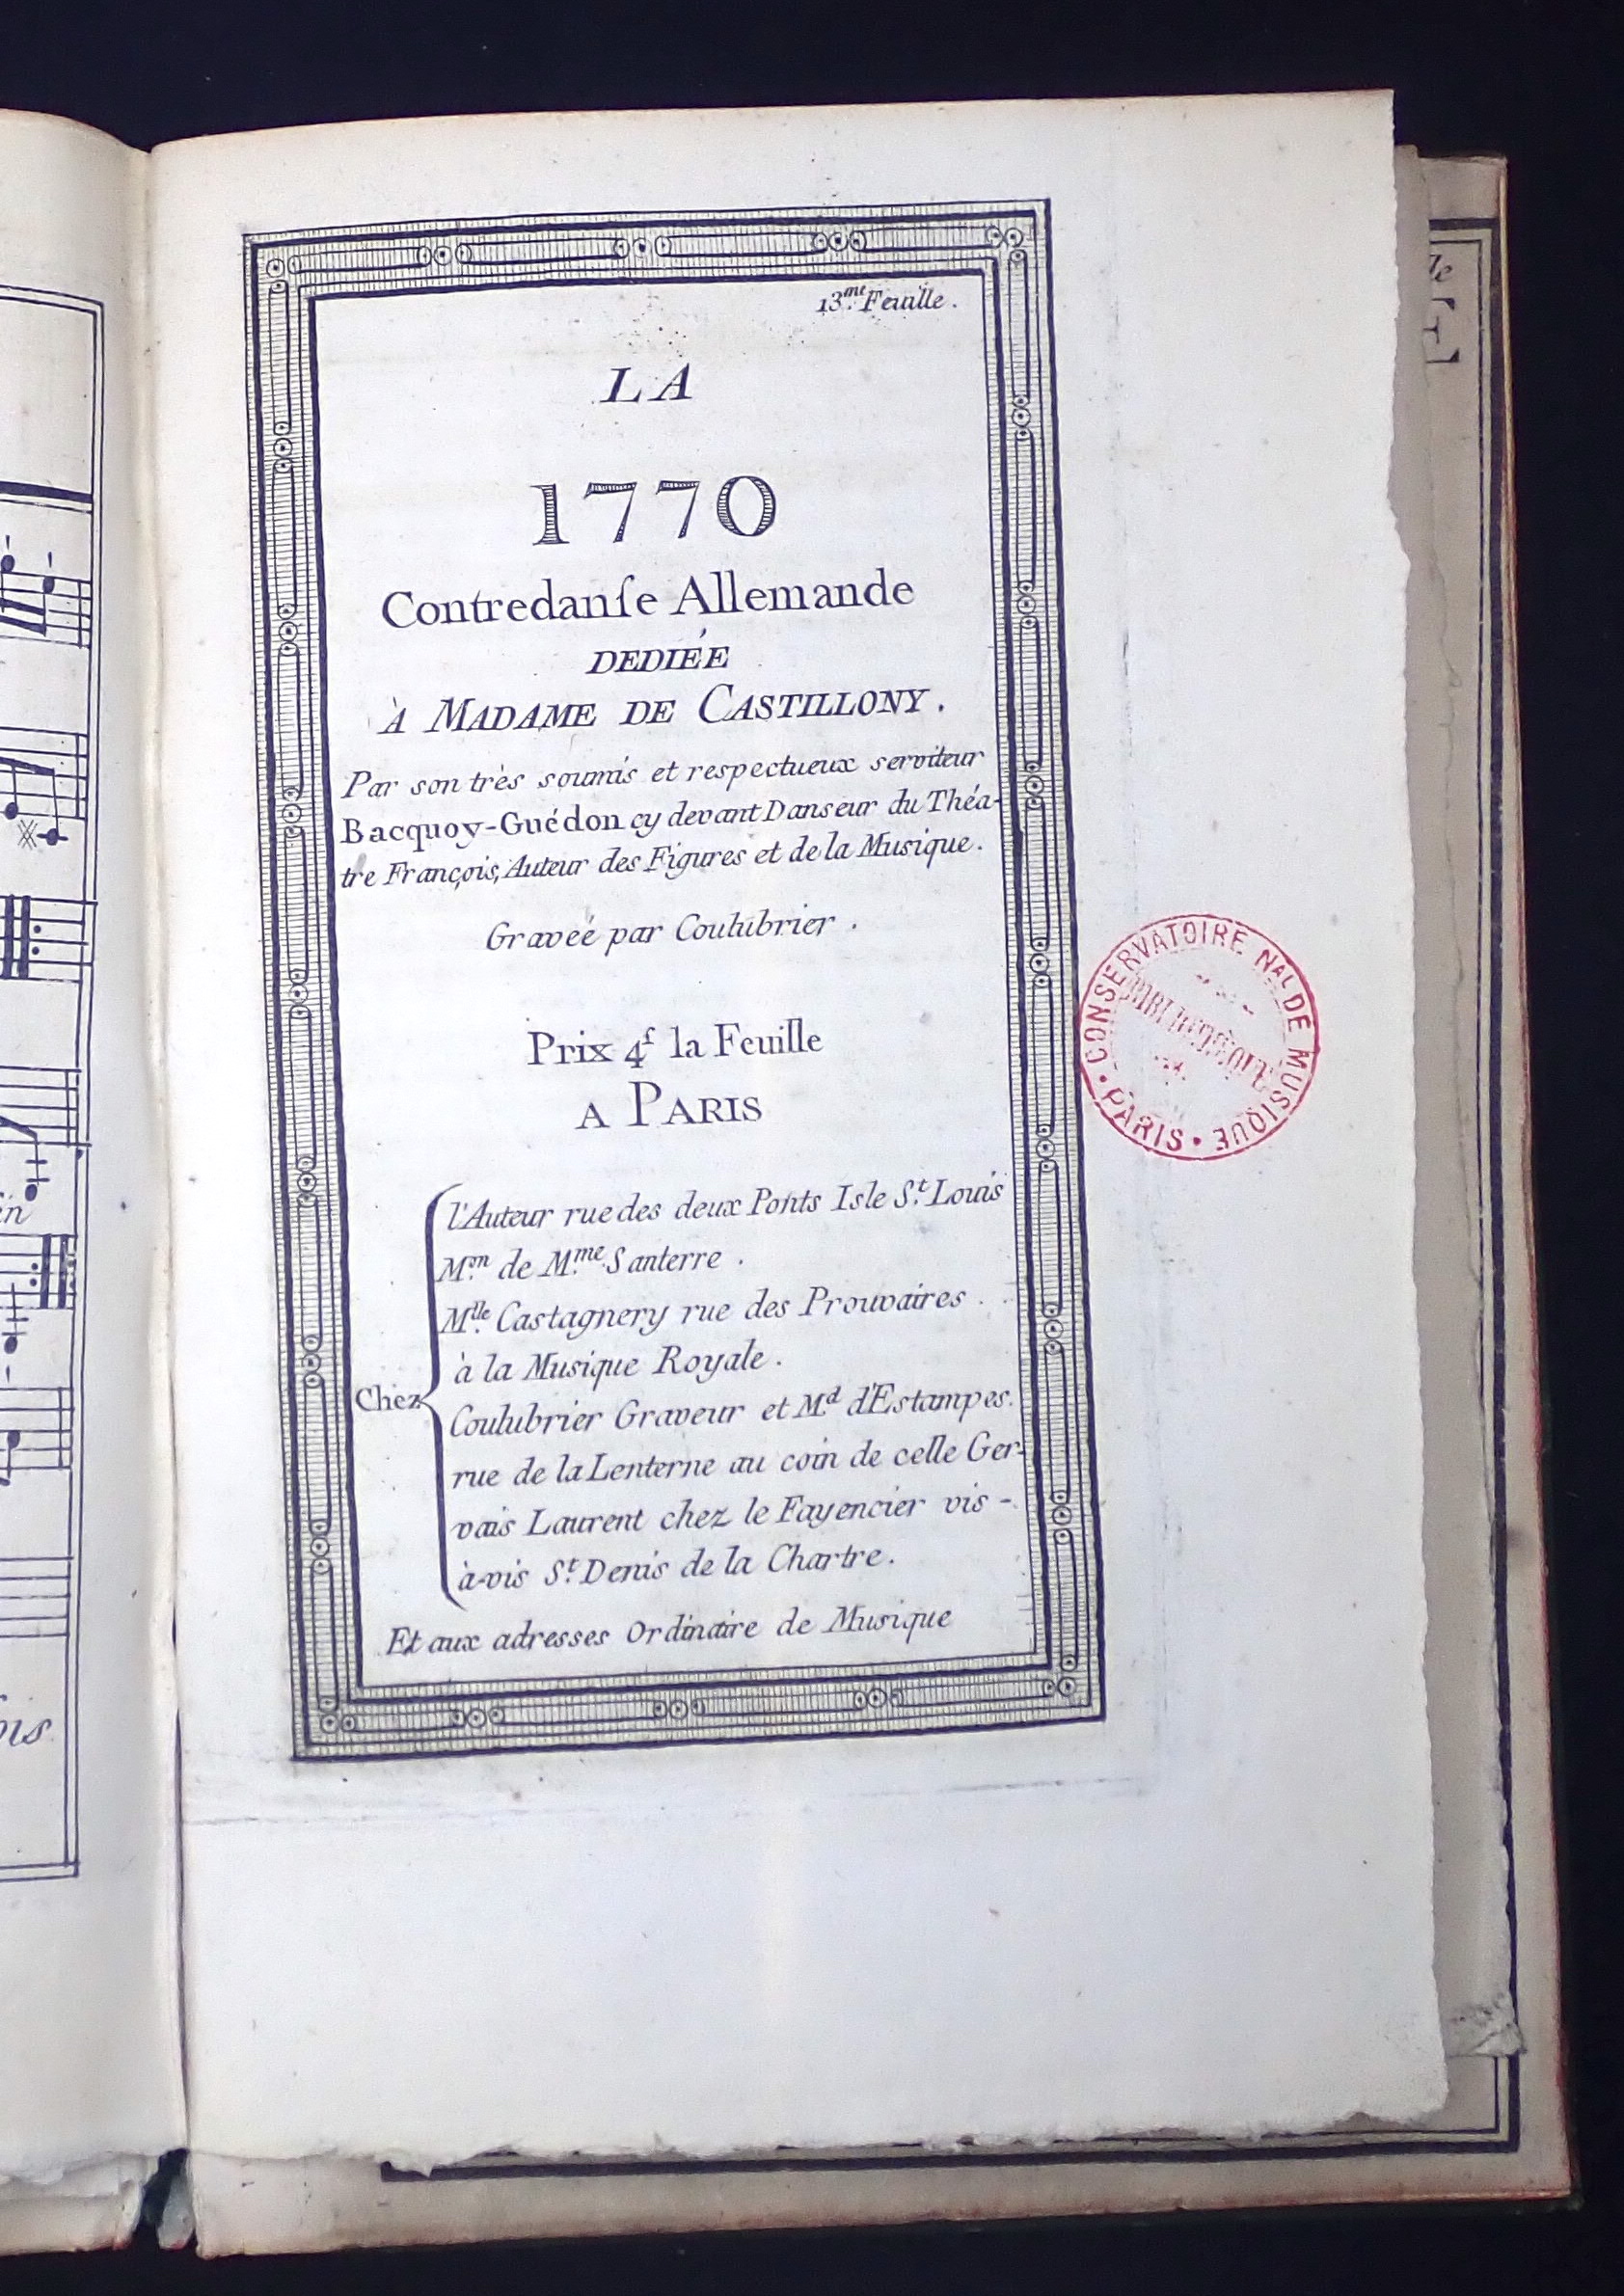 13.me Feuille.
LA
1770
Contredanſe Allemande
DEDIÉE
À MADAME DE CASTILLONY.
Par son très soumis et respectueux serviteur
Bacquoy-Guédon cy devant Danseur du Théa-
tre François, Auteur des Figures et de la Musique.
Graveé par Coulubrier.
Prix 4ſ la Feuille
A PARIS
Chez
l'Auteur rue des deux Ponts Isle S.t Louis
M.on de M.me Santerre.
M.lle Castagnery rue des Prouvaires.
à la Musique Royale.
Coulubrier Graveur et M.d d'Estampes.
rue de la Lenterne au coin de celle Ger-
vais Laurent chez le Fayencier vis-
à-vis S.t Denis de la Chartre.
Et aux adresses Ordinaire de Musique
CONSERVATOIRE NAL DE MUSIQUE • PARIS •
BIBLIOTHÈQUE